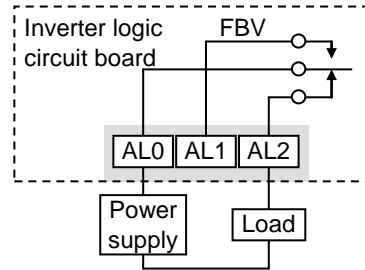 Inverter logic
circuit board
FBV
AL0 AL1 AL2
Power
supply
Load